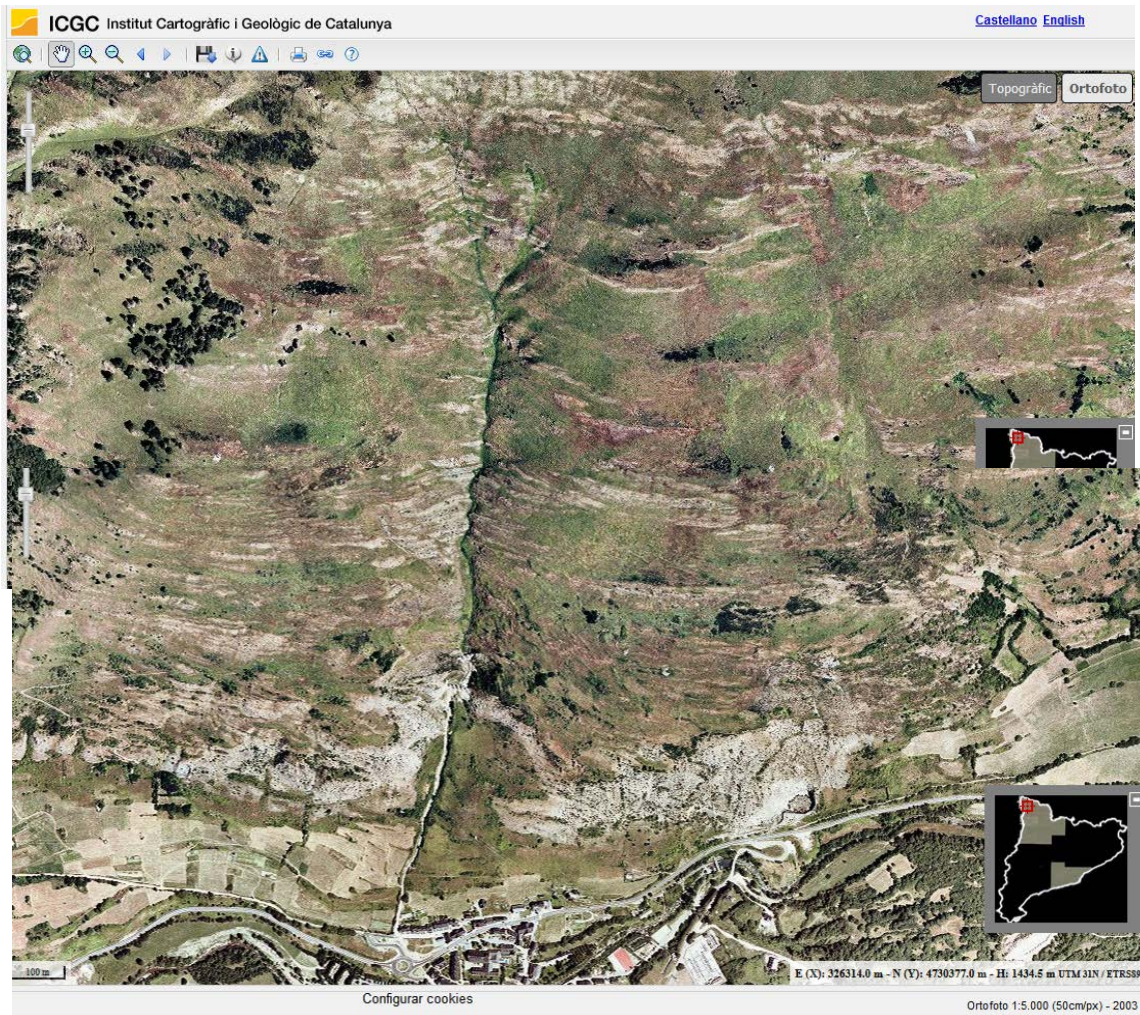 ICGC Institut Cartogràfic i Geològic de Catalunya
Castellano English
Topogràfic Ortofoto
100 m
E (X): 326314.0 m - N (Y): 4730377.0 m - H: 1434.5 m UTM 31N / ETRS89
Configurar cookies
Ortofoto 1:5.000 (50cm/px) - 2003